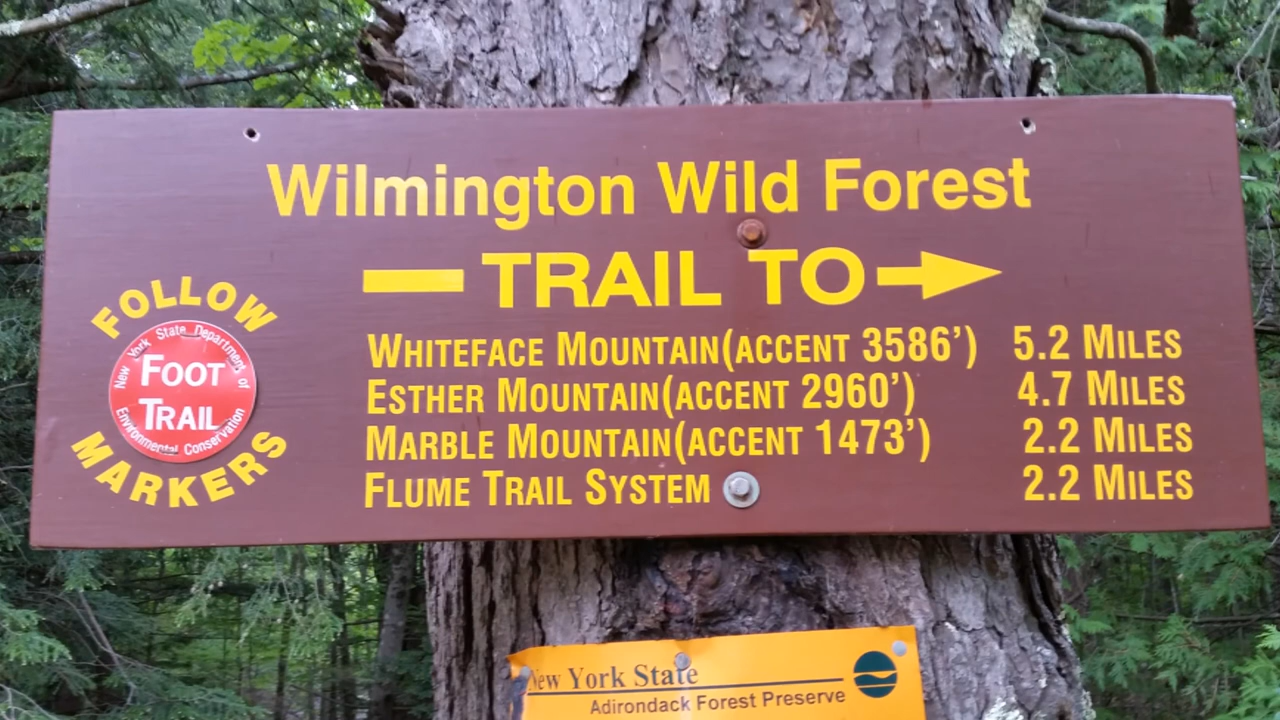 Wilmington Wild Forest
TRAIL TO
FOLLOW
New York State Department of
FOOT
TRAIL
Environmental Conservation
MARKERS
WHITEFACE MOUNTAIN(ACCENT 3586') 5.2 MILES
ESTHER MOUNTAIN(ACCENT 2960') 4.7 MILES
MARBLE MOUNTAIN(ACCENT 1473') 2.2 MILES
FLUME TRAIL SYSTEM 2.2 MILES
New York State
Adirondack Forest Preserve